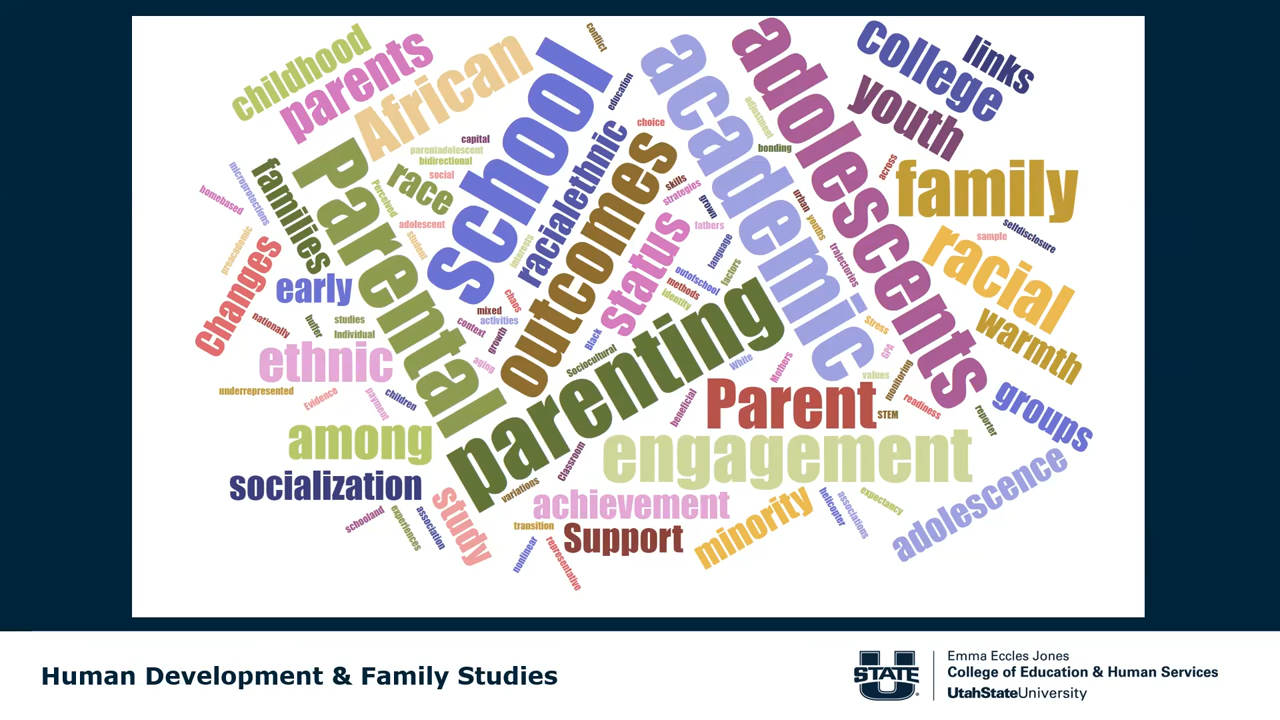 childhood
parents
African
conflict
school
education
academic
adolescents
college
links
youth
capital
parentadolescent
bidirectional
social
choice
adjustment
bonding
across
family
microprotections
homebased
families
Parental
Perceived
race
adolescent
student
racialethnic
outcomes
skills
strategies
grown
fathers
urban
youths
selfdisclosure
sample
preacademic
Changes
early
interests
status
language
factors
trajectories
racial
nationally
buffer
studies
Individual
chaos
mixed
activities
context
growth
outofschool
methods
identity
parenting
Stress
GPA
warmth
ethnic
aging
Black
Sociocultural
White
Mothers
values
monitoring
underrepresented
Evidence
payment
children
beneficial
Parent
STEM
readiness
reporter
groups
among
Classroom
engagement
socialization
variations
adolescence
study
achievement
minority
helicopter
associations
expectancy
schooland
experiences
association
transition
Support
nonlinear
representative
Human Development & Family Studies
U
STATE
Emma Eccles Jones
College of Education & Human Services
UtahStateUniversity